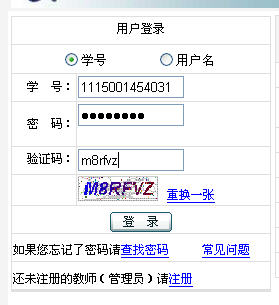 用户登录
学号 用户名
学 号： 1115001454031
密 码： ●●●●●●●●
验证码： m8rfvz
M8RFVZ 重换一张
登 录
如果您忘记了密码请查找密码 常见问题
还未注册的教师（管理员）请注册